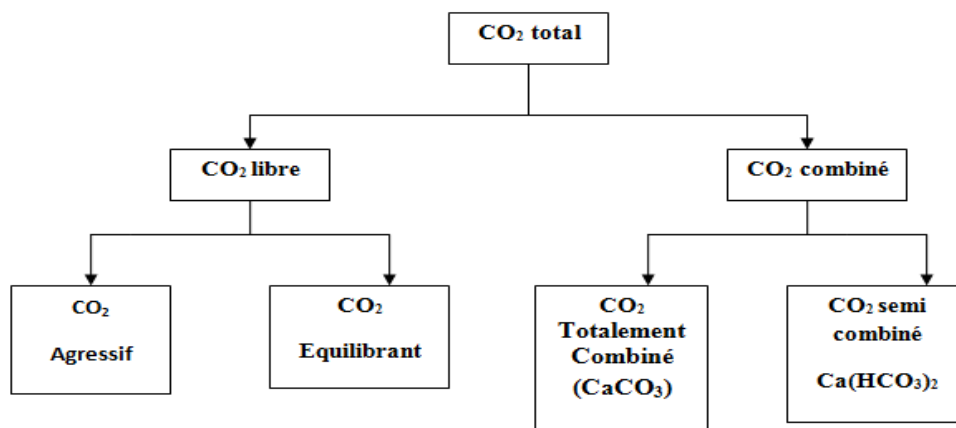 CO₂ total
CO₂ libre
CO₂ combiné
CO₂
Agressif
CO₂
Equilibrant
CO₂
Totalement
Combiné
(CaCO₃)
CO₂ semi
combiné
Ca(HCO₃)₂